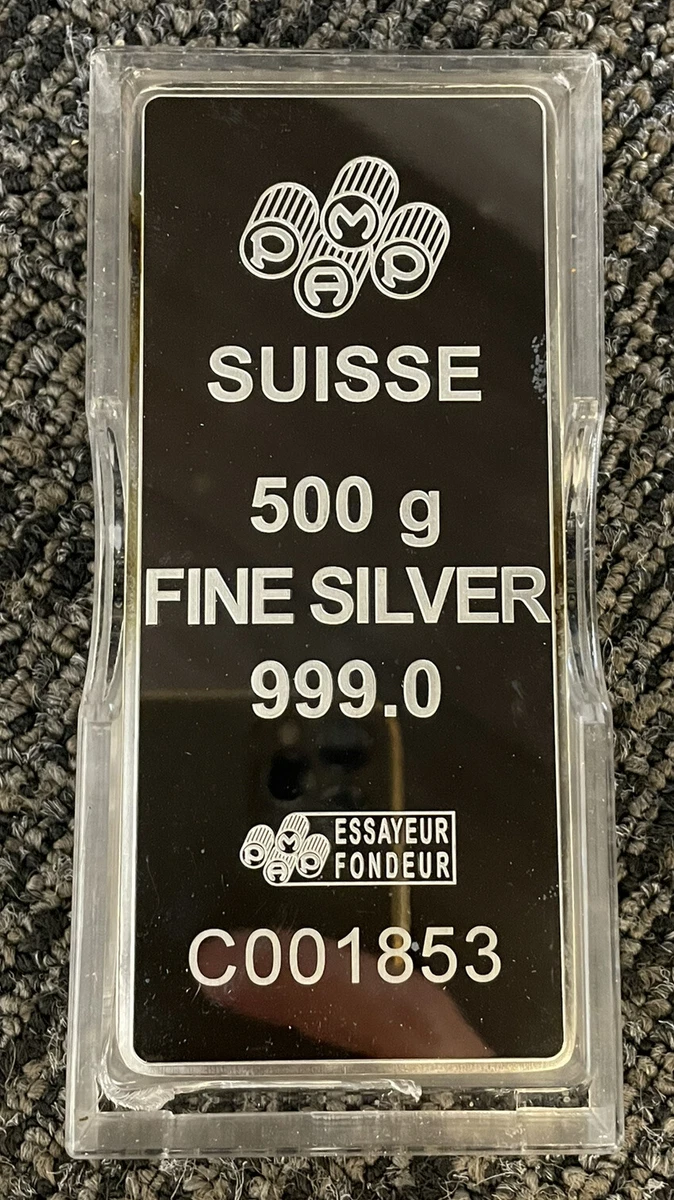 PAMP
SUISSE
500 g
FINE SILVER
999.0
PAMP ESSAYEUR
FONDEUR
C001853